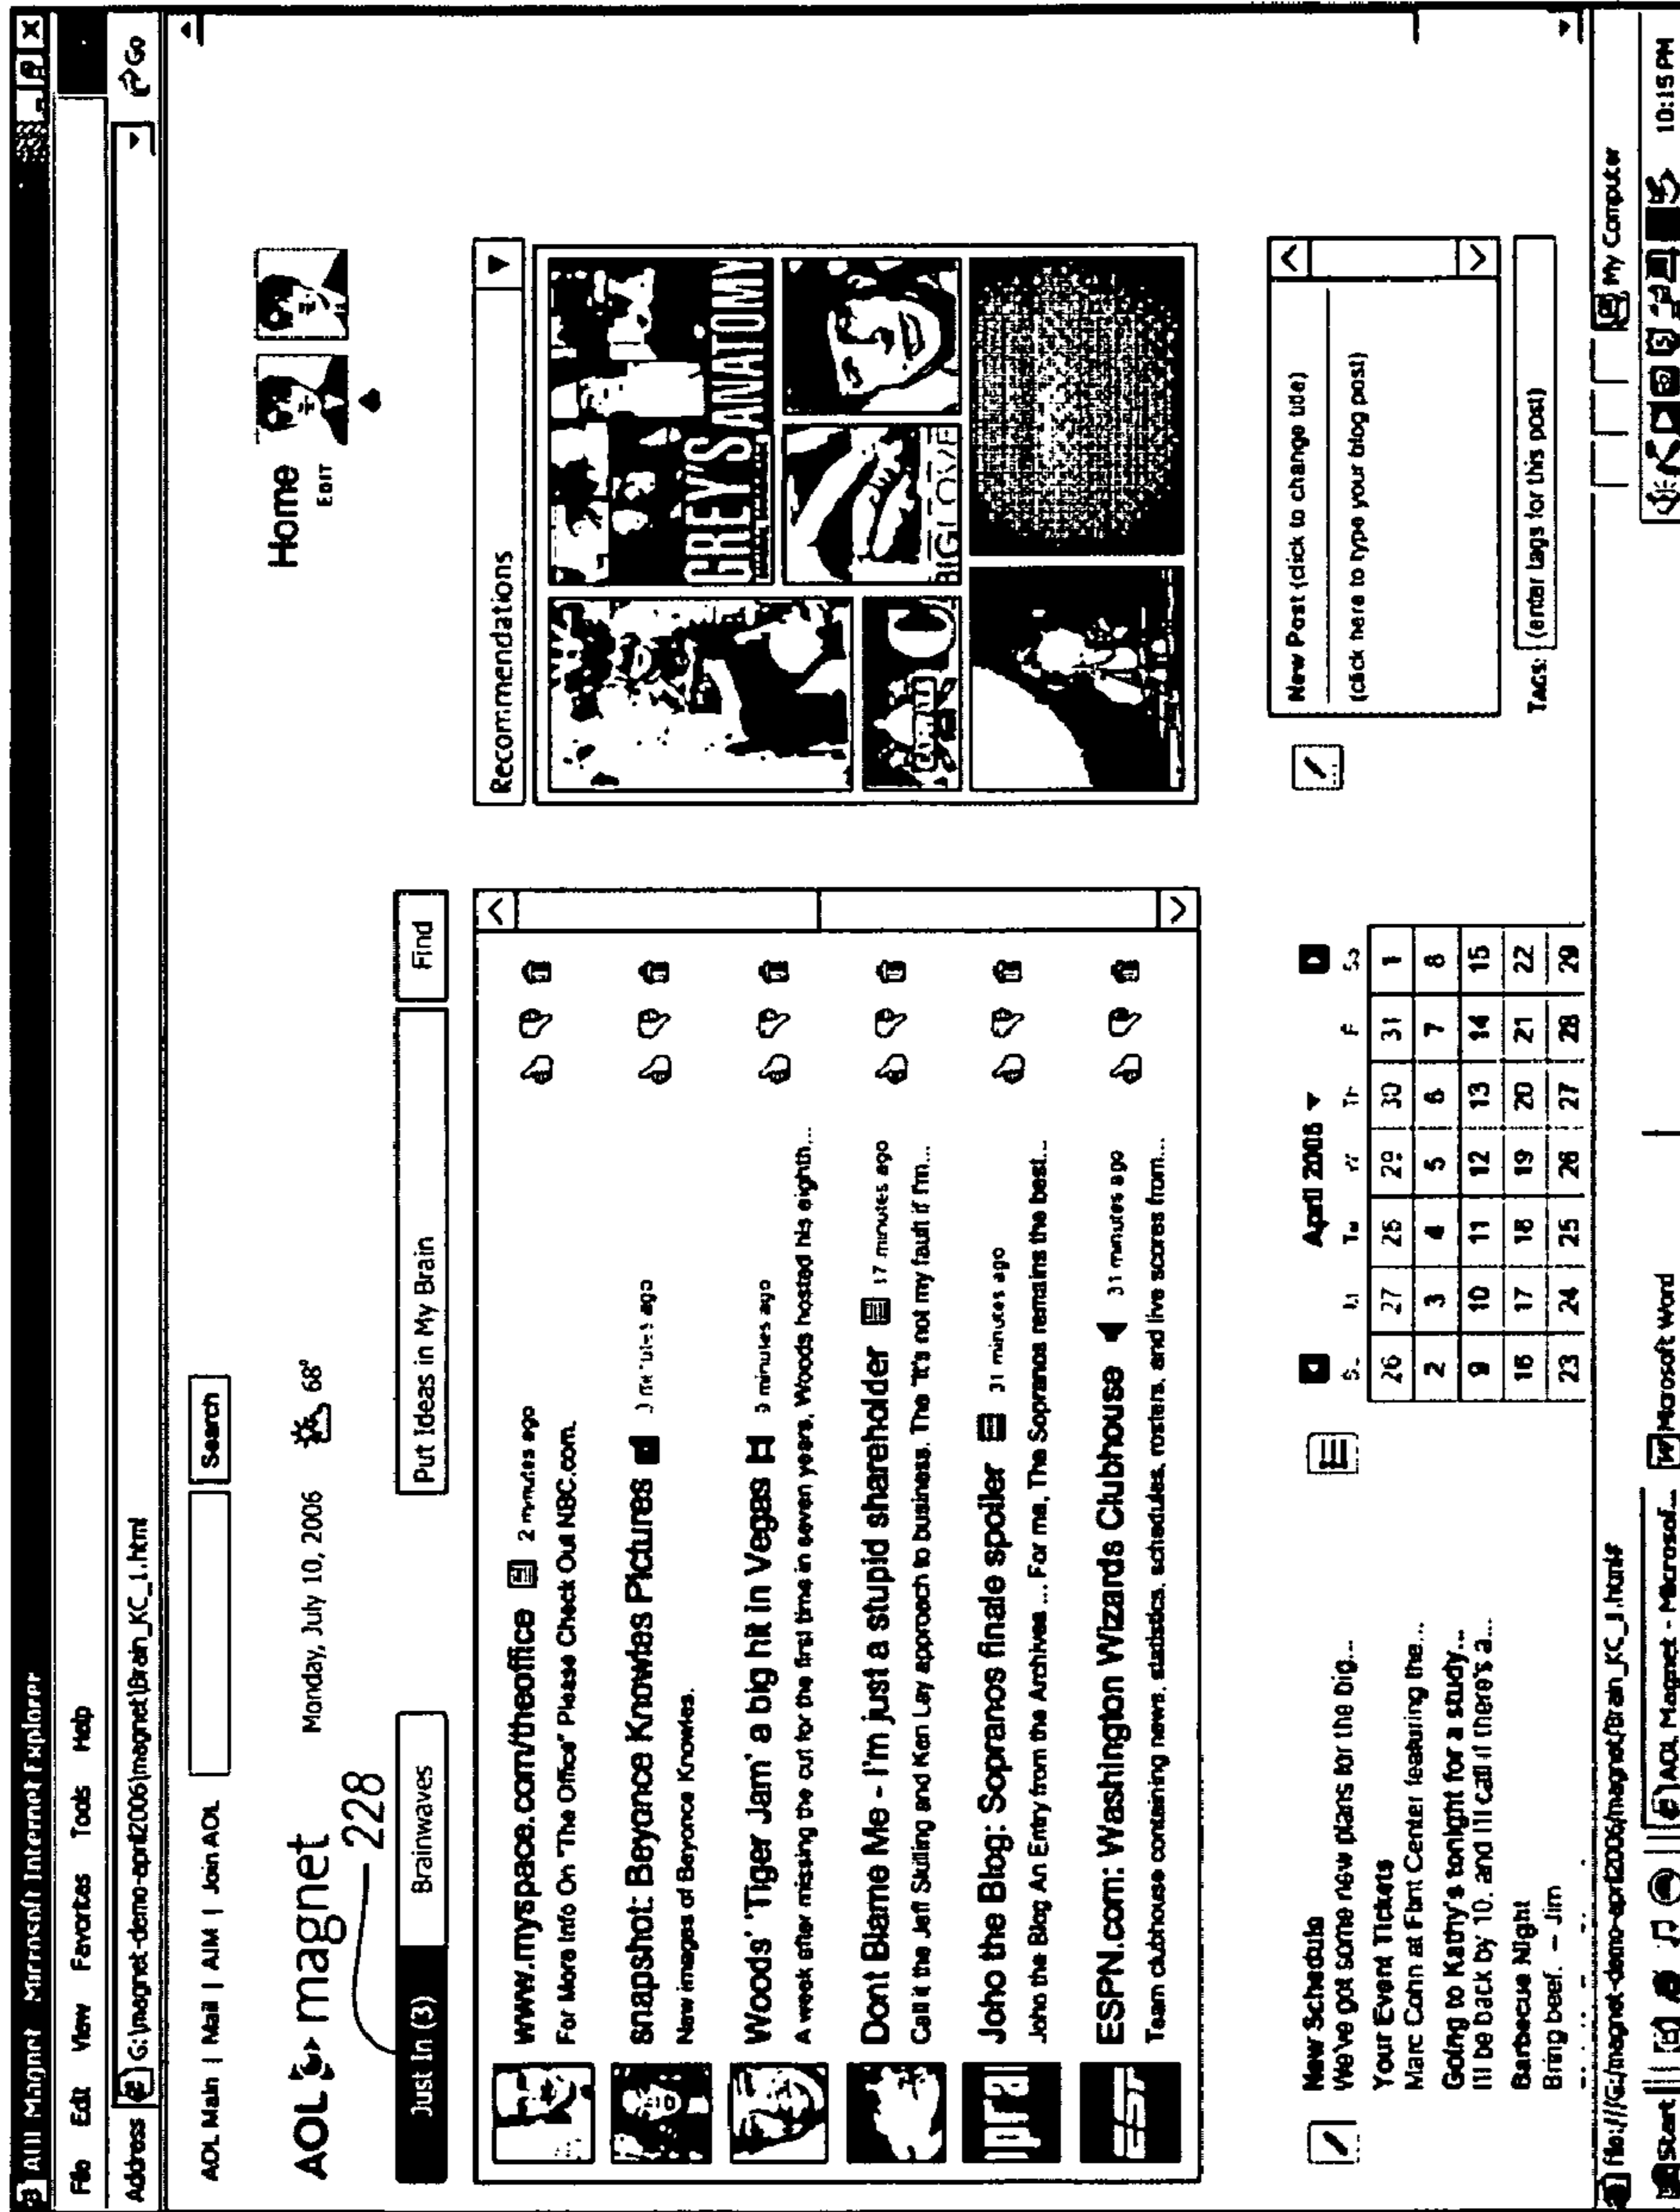 AOL Magnet Microsoft Internet Explorer
File Edit View Favorites Tools Help
Address G:\magnet-demo-april2006\magnet\Brain_KC_1.html Go
AOL Main | Mail | AIM | Join AOL Search
AOL magnet Monday, July 10, 2006 68°
Home
EDIT
228
Just In (3) Brainwaves Put Ideas in My Brain Find
www.myspace.com/theoffice 2 minutes ago
For More Info On "The Office" Please Check Out NBC.com.
snapshot: Beyonce Knowles Pictures 3 minutes ago
New images of Beyonce Knowles.
Woods' 'Tiger Jam' a big hit in Vegas 9 minutes ago
A week after missing the cut for the first time in seven years, Woods hosted his eighth...
Dont Blame Me - I'm just a stupid shareholder 17 minutes ago
Call it the Jeff Skilling and Ken Lay approach to business. The "It's not my fault if I'm...
Joho the Blog: Sopranos finale spoiler 31 minutes ago
Joho the Blog An Entry from the Archives ... For me, The Sopranos remains the best...
ESPN.com: Washington Wizards Clubhouse 31 minutes ago
Team clubhouse containing news, statistics, schedules, rosters, and live scores from...
Recommendations
GREY'S ANATOMY
BIG LOVE
New Schedule
We've got some new plans for the big...
Your Event Tickets
Marc Cohn at Flint Center featuring the...
Going to Kathy's tonight for a study...
I'll be back by 10. and I'll call if there's a...
Barbecue Night
Bring beef. – Jim
April 2006
S M Tu W Th F Sa
26 27 28 29 30 31 1
2 3 4 5 6 7 8
9 10 11 12 13 14 15
16 17 18 19 20 21 22
23 24 25 26 27 28 29
New Post (click to change title)
(click here to type your blog post)
TAGS: (enter tags for this post)
file:///G:/magnet-demo-april2006/magnet/Brain_KC_1.html# My Computer
Start AOL Magnet - Microsof... Microsoft Word 10:15 PM